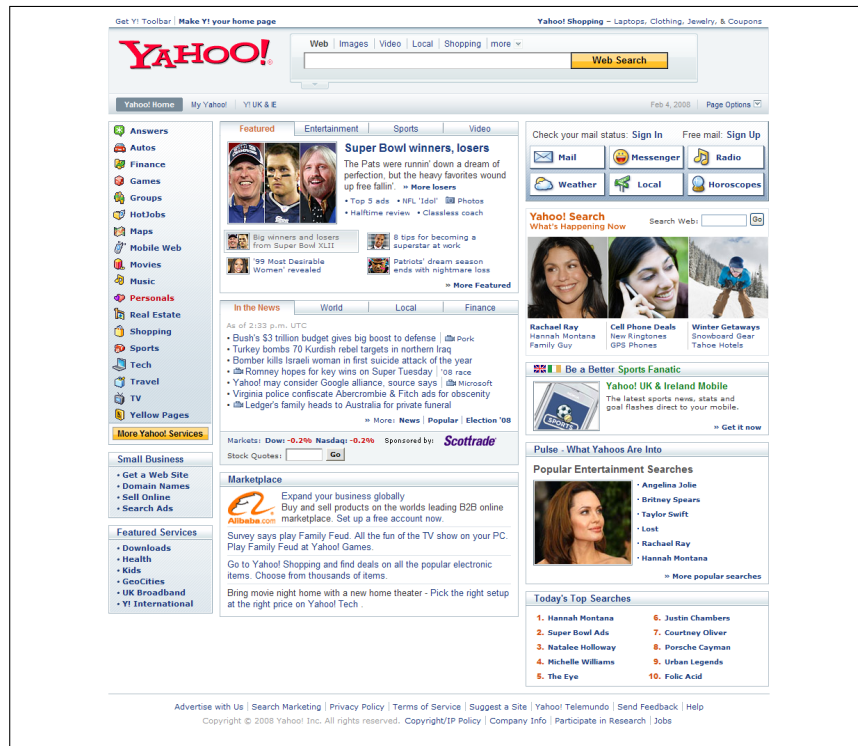 Get Y! Toolbar | Make Y! your home page
Yahoo! Shopping – Laptops, Clothing, Jewelry, & Coupons
YAHOO!®
Web | Images | Video | Local | Shopping | more
Web Search
Yahoo! Home My Yahoo! Y! UK & IE
Feb 4, 2008 Page Options
Answers
Autos
Finance
Games
Groups
HotJobs
Maps
Mobile Web
Movies
Music
Personals
Real Estate
Shopping
Sports
Tech
Travel
TV
Yellow Pages
More Yahoo! Services
Small Business
• Get a Web Site
• Domain Names
• Sell Online
• Search Ads
Featured Services
• Downloads
• Health
• Kids
• GeoCities
• UK Broadband
• Y! International
Featured Entertainment Sports Video
Super Bowl winners, losers
The Pats were runnin' down a dream of
perfection, but the heavy favorites wound
up free fallin'. » More losers
• Top 5 ads • NFL 'Idol' Photos
• Halftime review • Classless coach
Big winners and losers
from Super Bowl XLII
8 tips for becoming a
superstar at work
'99 Most Desirable
Women' revealed
Patriots' dream season
ends with nightmare loss
» More Featured
In the News World Local Finance
As of 2:33 p.m. UTC
• Bush's $3 trillion budget gives big boost to defense | Pork
• Turkey bombs 70 Kurdish rebel targets in northern Iraq
• Bomber kills Israeli woman in first suicide attack of the year
• Romney hopes for key wins on Super Tuesday | '08 race
• Yahoo! may consider Google alliance, source says | Microsoft
• Virginia police confiscate Abercrombie & Fitch ads for obscenity
• Ledger's family heads to Australia for private funeral
» More: News | Popular | Election '08
Markets: Dow: -0.2% Nasdaq: -0.2% Sponsored by: Scottrade
Stock Quotes: Go
Marketplace
Alibaba.com
Expand your business globally
Buy and sell products on the worlds leading B2B online
marketplace. Set up a free account now.
Survey says play Family Feud. All the fun of the TV show on your PC.
Play Family Feud at Yahoo! Games.
Go to Yahoo! Shopping and find deals on all the popular electronic
items. Choose from thousands of items.
Bring movie night home with a new home theater - Pick the right setup
at the right price on Yahoo! Tech .
Check your mail status: Sign In Free mail: Sign Up
Mail Messenger Radio
Weather Local Horoscopes
Yahoo! Search
What's Happening Now
Search Web: Go
Rachael Ray
Hannah Montana
Family Guy
Cell Phone Deals
New Ringtones
GPS Phones
Winter Getaways
Snowboard Gear
Tahoe Hotels
Be a Better Sports Fanatic
SPORTS
Yahoo! UK & Ireland Mobile
The latest sports news, stats and
goal flashes direct to your mobile.
» Get it now
Pulse - What Yahoos Are Into
Popular Entertainment Searches
• Angelina Jolie
• Britney Spears
• Taylor Swift
• Lost
• Rachael Ray
• Hannah Montana
» More popular searches
Today's Top Searches
1. Hannah Montana
2. Super Bowl Ads
3. Natalee Holloway
4. Michelle Williams
5. The Eye
6. Justin Chambers
7. Courtney Oliver
8. Porsche Cayman
9. Urban Legends
10. Folic Acid
Advertise with Us | Search Marketing | Privacy Policy | Terms of Service | Suggest a Site | Yahoo! Telemundo | Send Feedback | Help
Copyright © 2008 Yahoo! Inc. All rights reserved. Copyright/IP Policy | Company Info | Participate in Research | Jobs